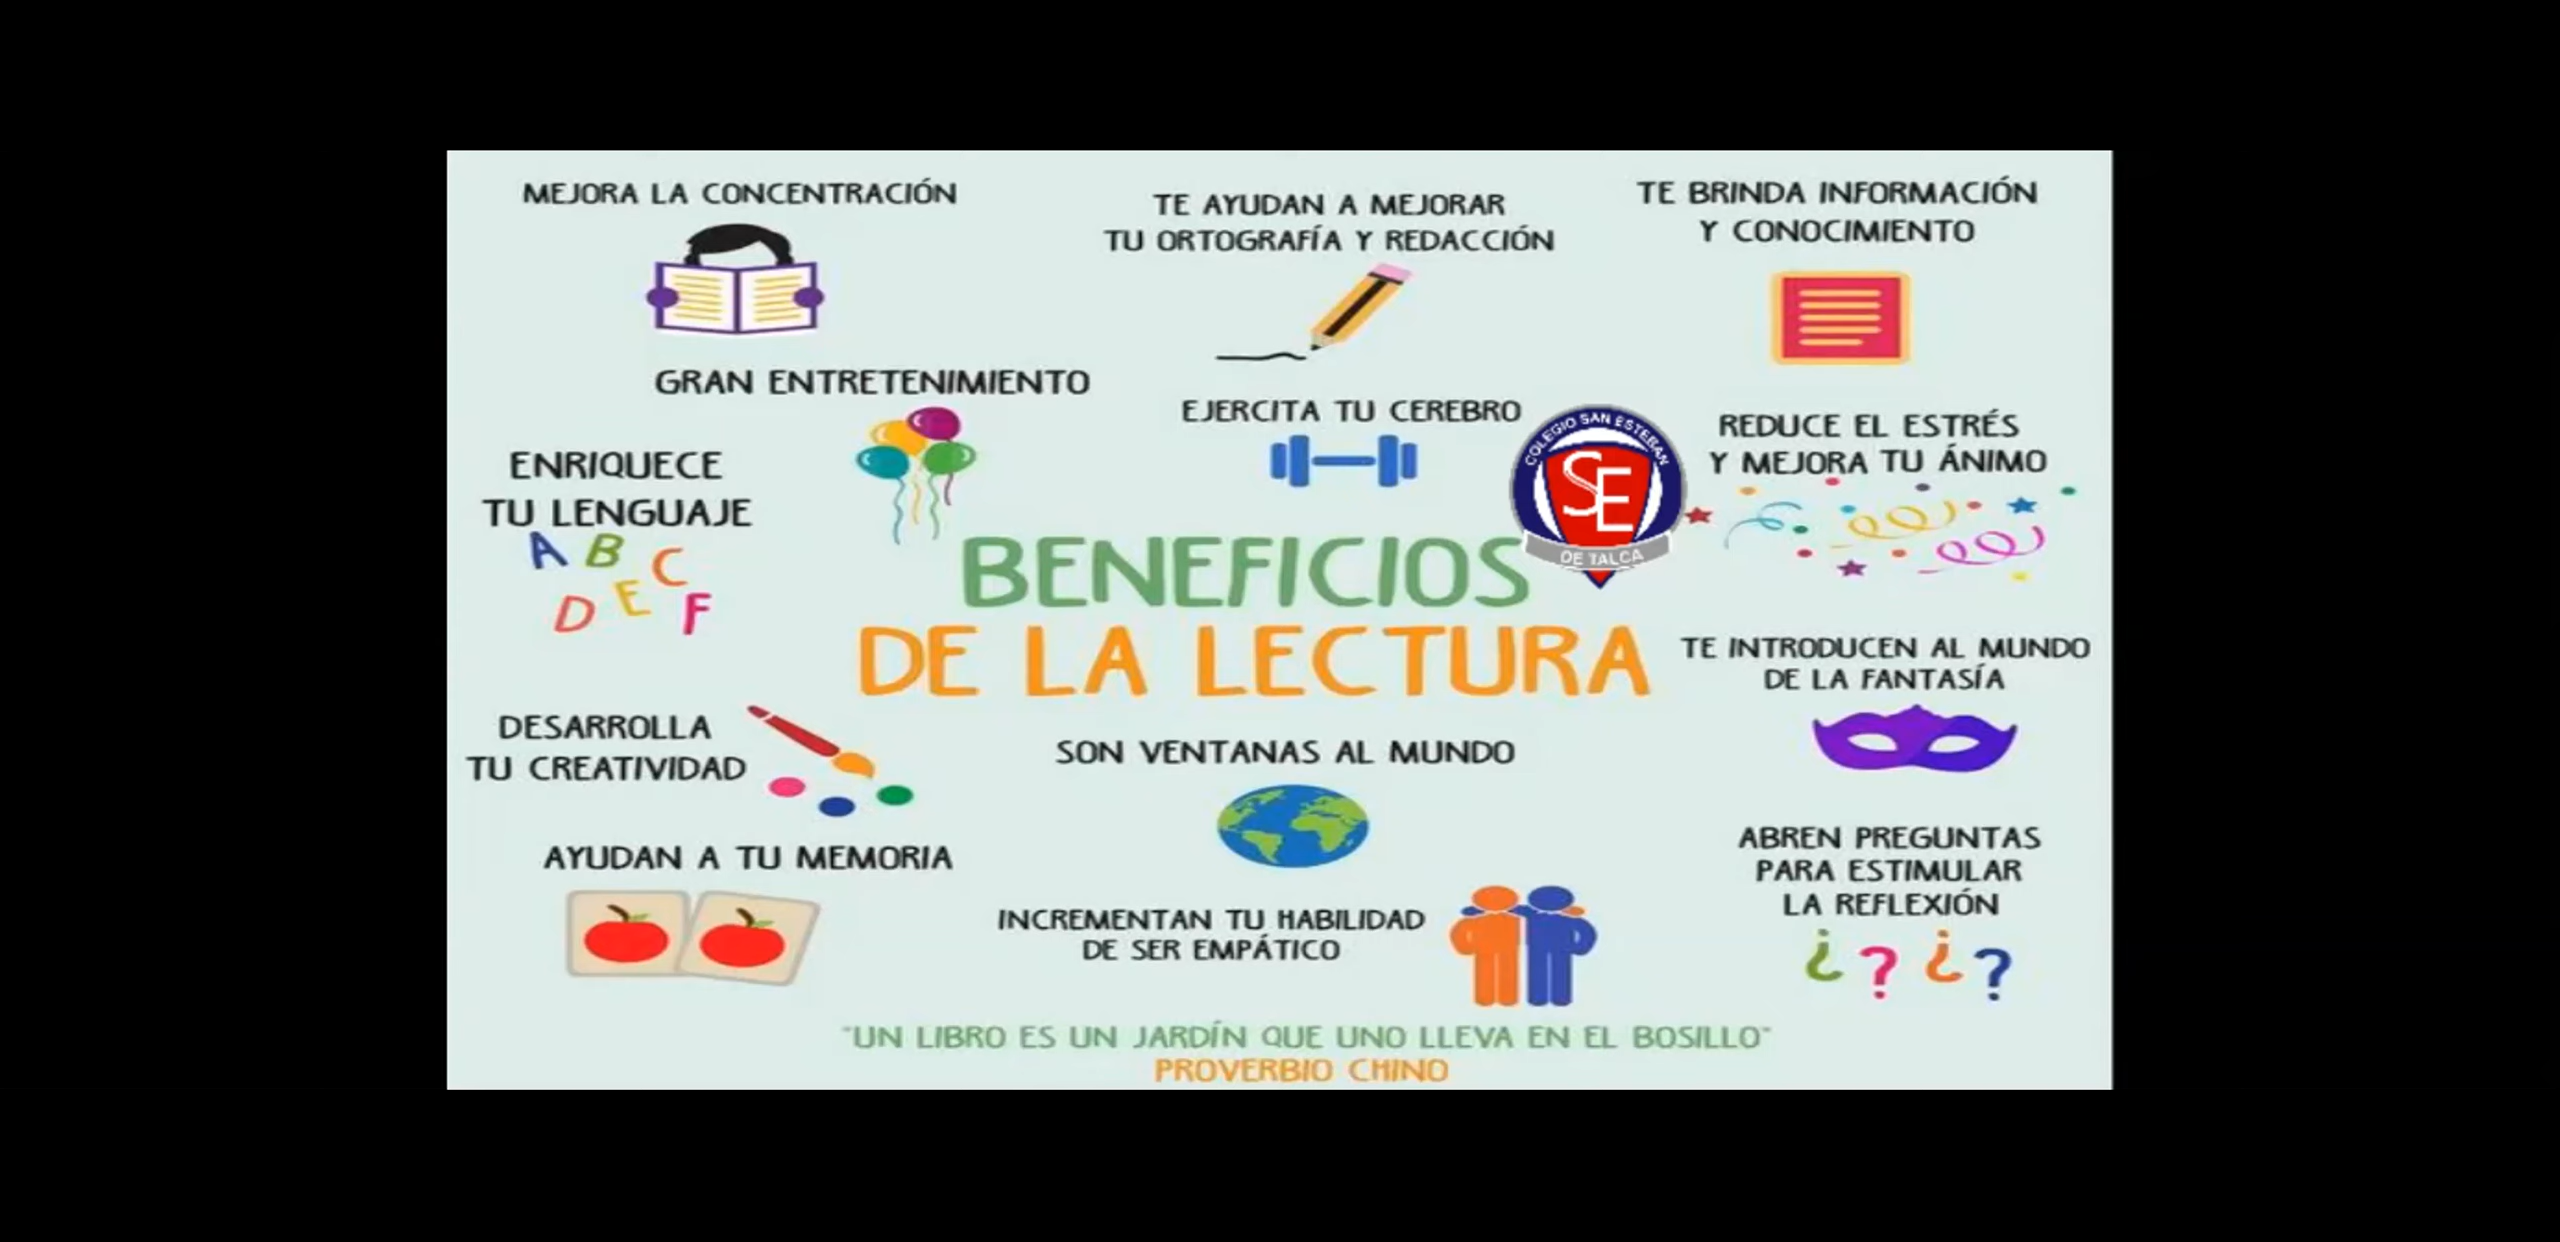 MEJORA LA CONCENTRACIÓN
TE AYUDAN A MEJORAR
TU ORTOGRAFÍA Y REDACCIÓN
TE BRINDA INFORMACIÓN
Y CONOCIMIENTO
GRAN ENTRETENIMIENTO
EJERCITA TU CEREBRO
COLEGIO SAN ESTEBAN
SE
DE TALCA
REDUCE EL ESTRÉS
Y MEJORA TU ÁNIMO
ENRIQUECE
TU LENGUAJE
A B C
D E F
BENEFICIOS
DE LA LECTURA
TE INTRODUCEN AL MUNDO
DE LA FANTASÍA
DESARROLLA
TU CREATIVIDAD
SON VENTANAS AL MUNDO
AYUDAN A TU MEMORIA
INCREMENTAN TU HABILIDAD
DE SER EMPÁTICO
ABREN PREGUNTAS
PARA ESTIMULAR
LA REFLEXIÓN
¿?¿?
"UN LIBRO ES UN JARDÍN QUE UNO LLEVA EN EL BOSILLO"
PROVERBIO CHINO